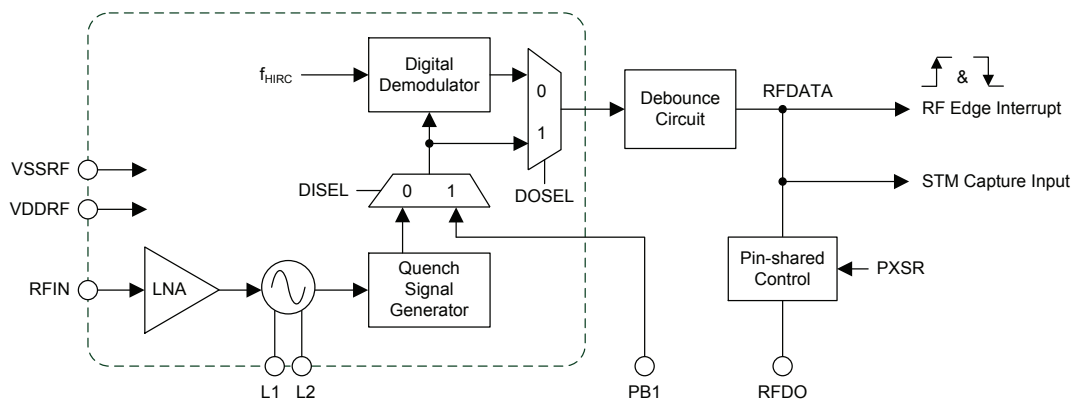 Digital
Demodulator
fHIRC
0
1
Debounce
Circuit
RFDATA
&
RF Edge Interrupt
VSSRF
DISEL
0 1
DOSEL
STM Capture Input
VDDRF
RFIN
LNA
Quench
Signal
Generator
Pin-shared
Control
PXSR
L1 L2
PB1
RFDO